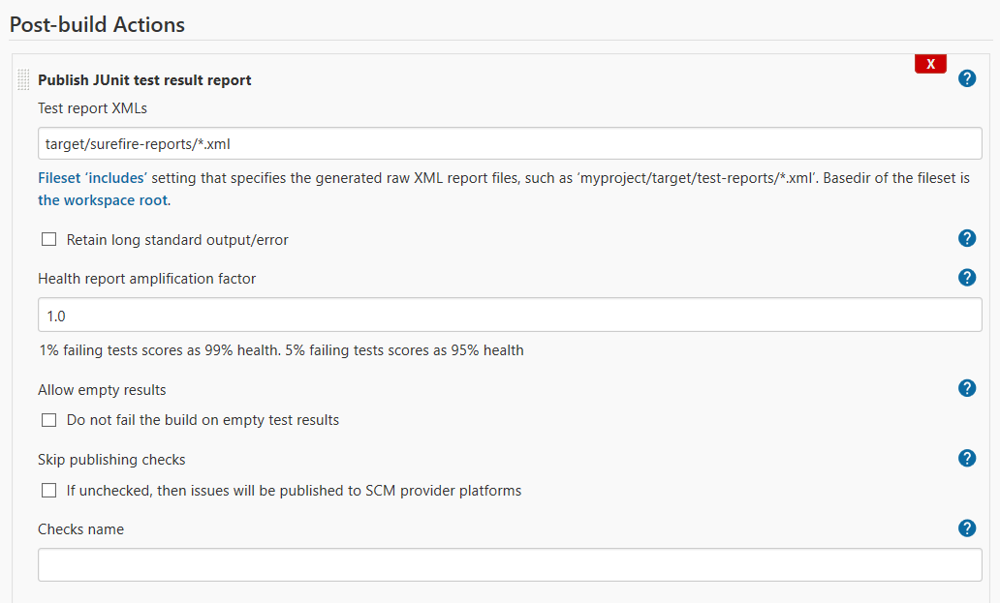 Post-build Actions
X
Publish JUnit test result report
?
Test report XMLs
target/surefire-reports/*.xml
Fileset ‘includes’ setting that specifies the generated raw XML report files, such as ‘myproject/target/test-reports/*.xml’. Basedir of the fileset is
the workspace root.
Retain long standard output/error
?
Health report amplification factor
?
1.0
1% failing tests scores as 99% health. 5% failing tests scores as 95% health
Allow empty results
?
Do not fail the build on empty test results
Skip publishing checks
?
If unchecked, then issues will be published to SCM provider platforms
Checks name
?